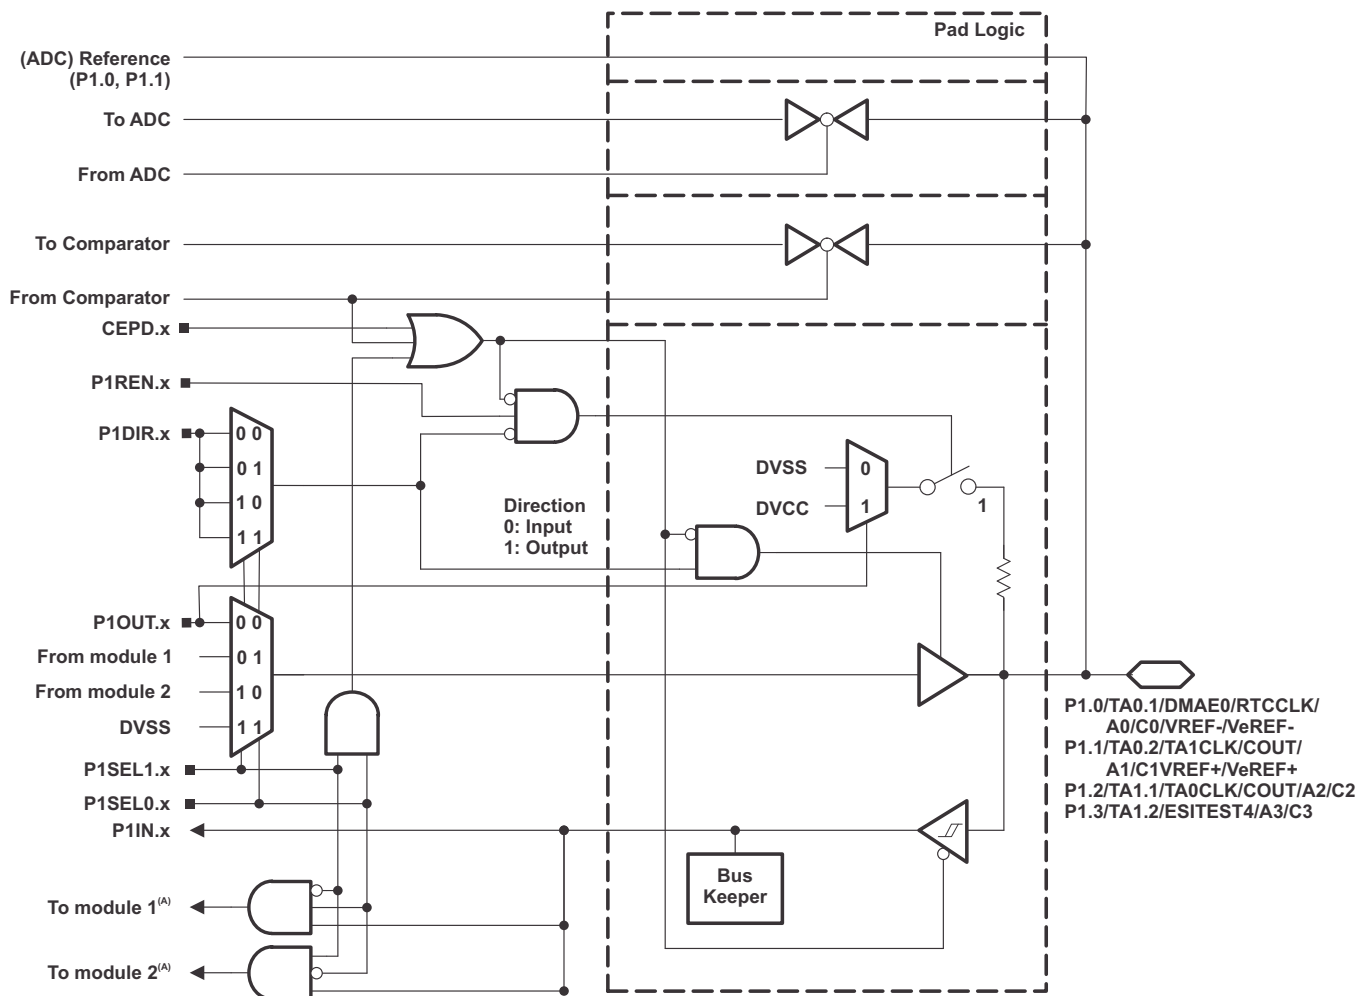 Pad Logic
(ADC) Reference
(P1.0, P1.1)
To ADC
From ADC
To Comparator
From Comparator
CEPD.x
P1REN.x
P1DIR.x
0 0
0 1
1 0
1 1
Direction
0: Input
1: Output
DVSS
0
DVCC
1
1
P1OUT.x
0 0
From module 1
0 1
From module 2
1 0
DVSS
1 1
P1SEL1.x
P1SEL0.x
P1IN.x
Bus
Keeper
To module 1(A)
To module 2(A)
P1.0/TA0.1/DMAE0/RTCCLK/
A0/C0/VREF-/VeREF-
P1.1/TA0.2/TA1CLK/COUT/
A1/C1VREF+/VeREF+
P1.2/TA1.1/TA0CLK/COUT/A2/C2
P1.3/TA1.2/ESITEST4/A3/C3